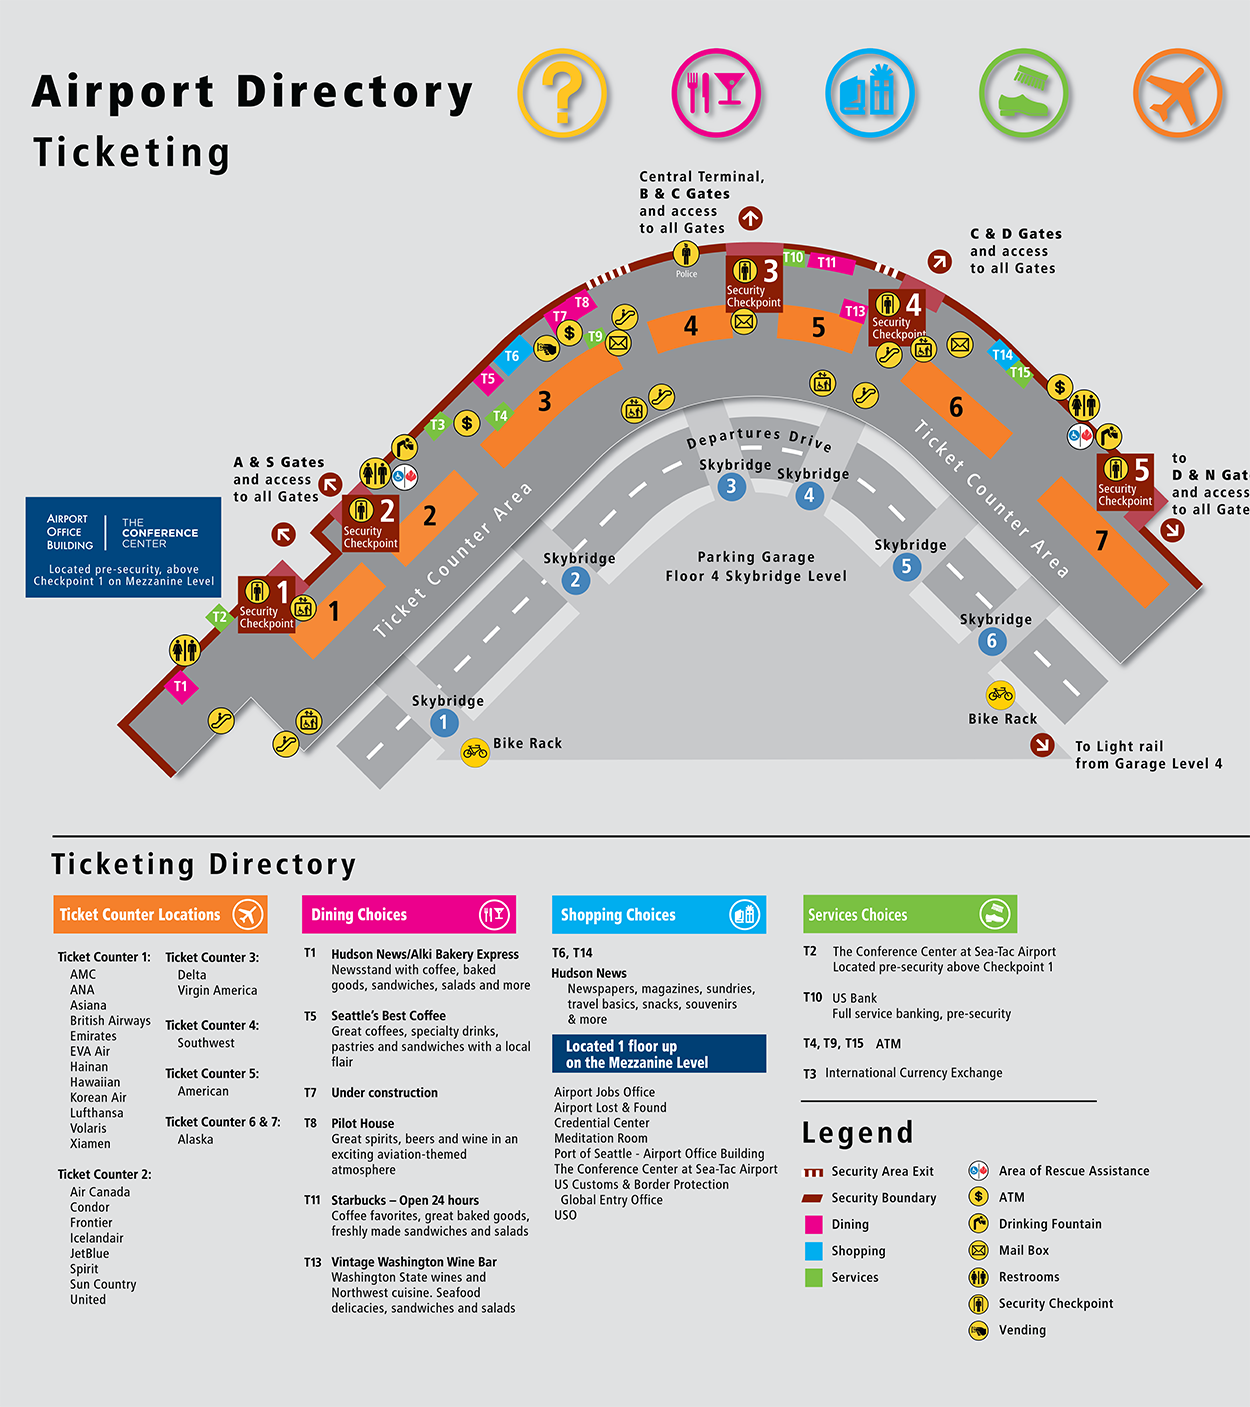 Airport Directory
Ticketing
Central Terminal,
B & C Gates
and access
to all Gates
C & D Gates
and access
to all Gates
Police
3
Security
Checkpoint
T10
T11
4
Security
Checkpoint
T13
T8
T7
T9
T6
T5
T4
T3
4
5
3
6
T14
T15
5
Security
Checkpoint
to
D & N Gat
and access
to all Gate
7
A & S Gates
and access
to all Gates
2
Security
Checkpoint
2
AIRPORT
OFFICE
BUILDING
THE
CONFERENCE
CENTER
Located pre-security, above
Checkpoint 1 on Mezzanine Level
1
Security
Checkpoint
1
T2
T1
Ticket Counter Area
Ticket Counter Area
Departures Drive
Skybridge
3
Skybridge
4
Skybridge
2
Skybridge
5
Parking Garage
Floor 4 Skybridge Level
Skybridge
6
Skybridge
1
Bike Rack
Bike Rack
To Light rail
from Garage Level 4
Ticketing Directory
Ticket Counter Locations
Ticket Counter 1:
AMC
ANA
Asiana
British Airways
Emirates
EVA Air
Hainan
Hawaiian
Korean Air
Lufthansa
Volaris
Xiamen
Ticket Counter 2:
Air Canada
Condor
Frontier
Icelandair
JetBlue
Spirit
Sun Country
United
Ticket Counter 3:
Delta
Virgin America
Ticket Counter 4:
Southwest
Ticket Counter 5:
American
Ticket Counter 6 & 7:
Alaska
Dining Choices
T1 Hudson News/Alki Bakery Express
Newsstand with coffee, baked
goods, sandwiches, salads and more
T5 Seattle's Best Coffee
Great coffees, specialty drinks,
pastries and sandwiches with a local
flair
T7 Under construction
T8 Pilot House
Great spirits, beers and wine in an
exciting aviation-themed
atmosphere
T11 Starbucks – Open 24 hours
Coffee favorites, great baked goods,
freshly made sandwiches and salads
T13 Vintage Washington Wine Bar
Washington State wines and
Northwest cuisine. Seafood
delicacies, sandwiches and salads
Shopping Choices
T6, T14
Hudson News
Newspapers, magazines, sundries,
travel basics, snacks, souvenirs
& more
Located 1 floor up
on the Mezzanine Level
Airport Jobs Office
Airport Lost & Found
Credential Center
Meditation Room
Port of Seattle - Airport Office Building
The Conference Center at Sea-Tac Airport
US Customs & Border Protection
Global Entry Office
USO
Services Choices
T2 The Conference Center at Sea-Tac Airport
Located pre-security above Checkpoint 1
T10 US Bank
Full service banking, pre-security
T4, T9, T15 ATM
T3 International Currency Exchange
Legend
Security Area Exit
Security Boundary
Dining
Shopping
Services
Area of Rescue Assistance
ATM
Drinking Fountain
Mail Box
Restrooms
Security Checkpoint
Vending